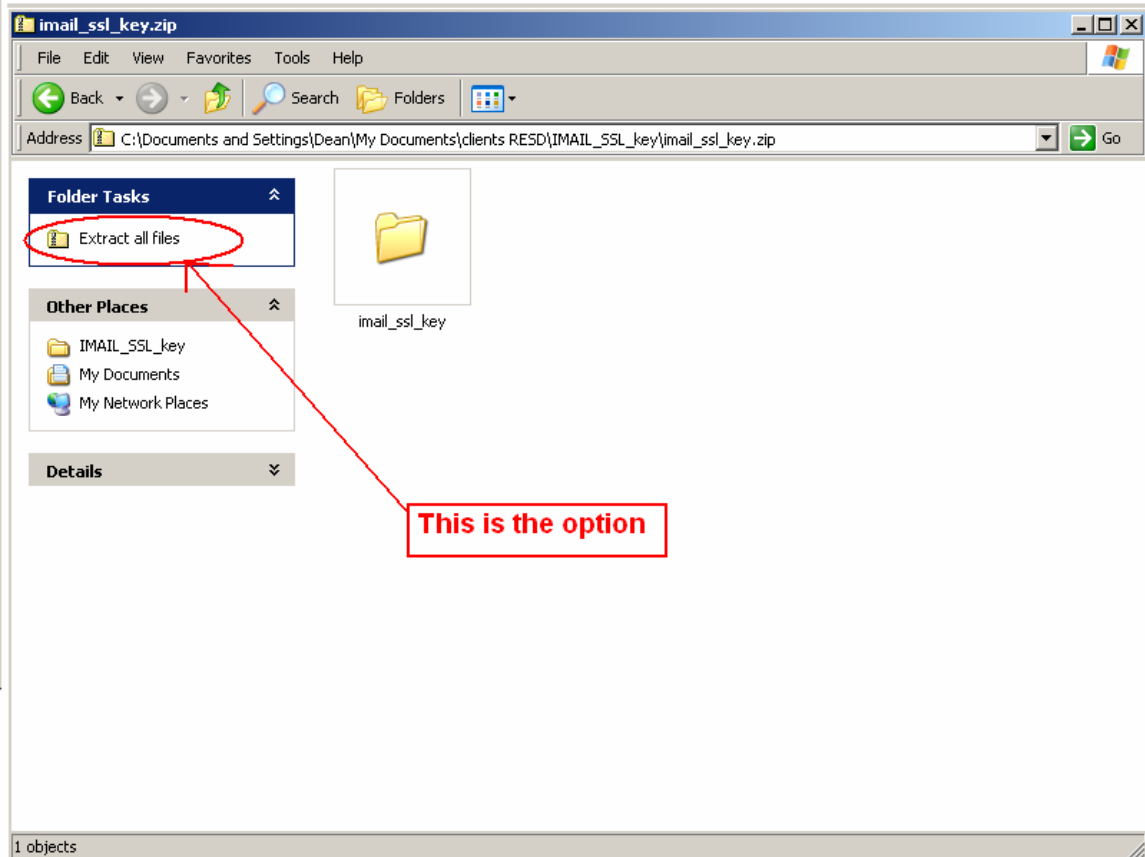 imail_ssl_key.zip
File Edit View Favorites Tools Help
Back Search Folders
Address C:\Documents and Settings\Dean\My Documents\clients RESD\IMAIL_SSL_key\imail_ssl_key.zip Go
Folder Tasks
Extract all files
Other Places
IMAIL_SSL_key
My Documents
My Network Places
Details
imail_ssl_key
This is the option
1 objects